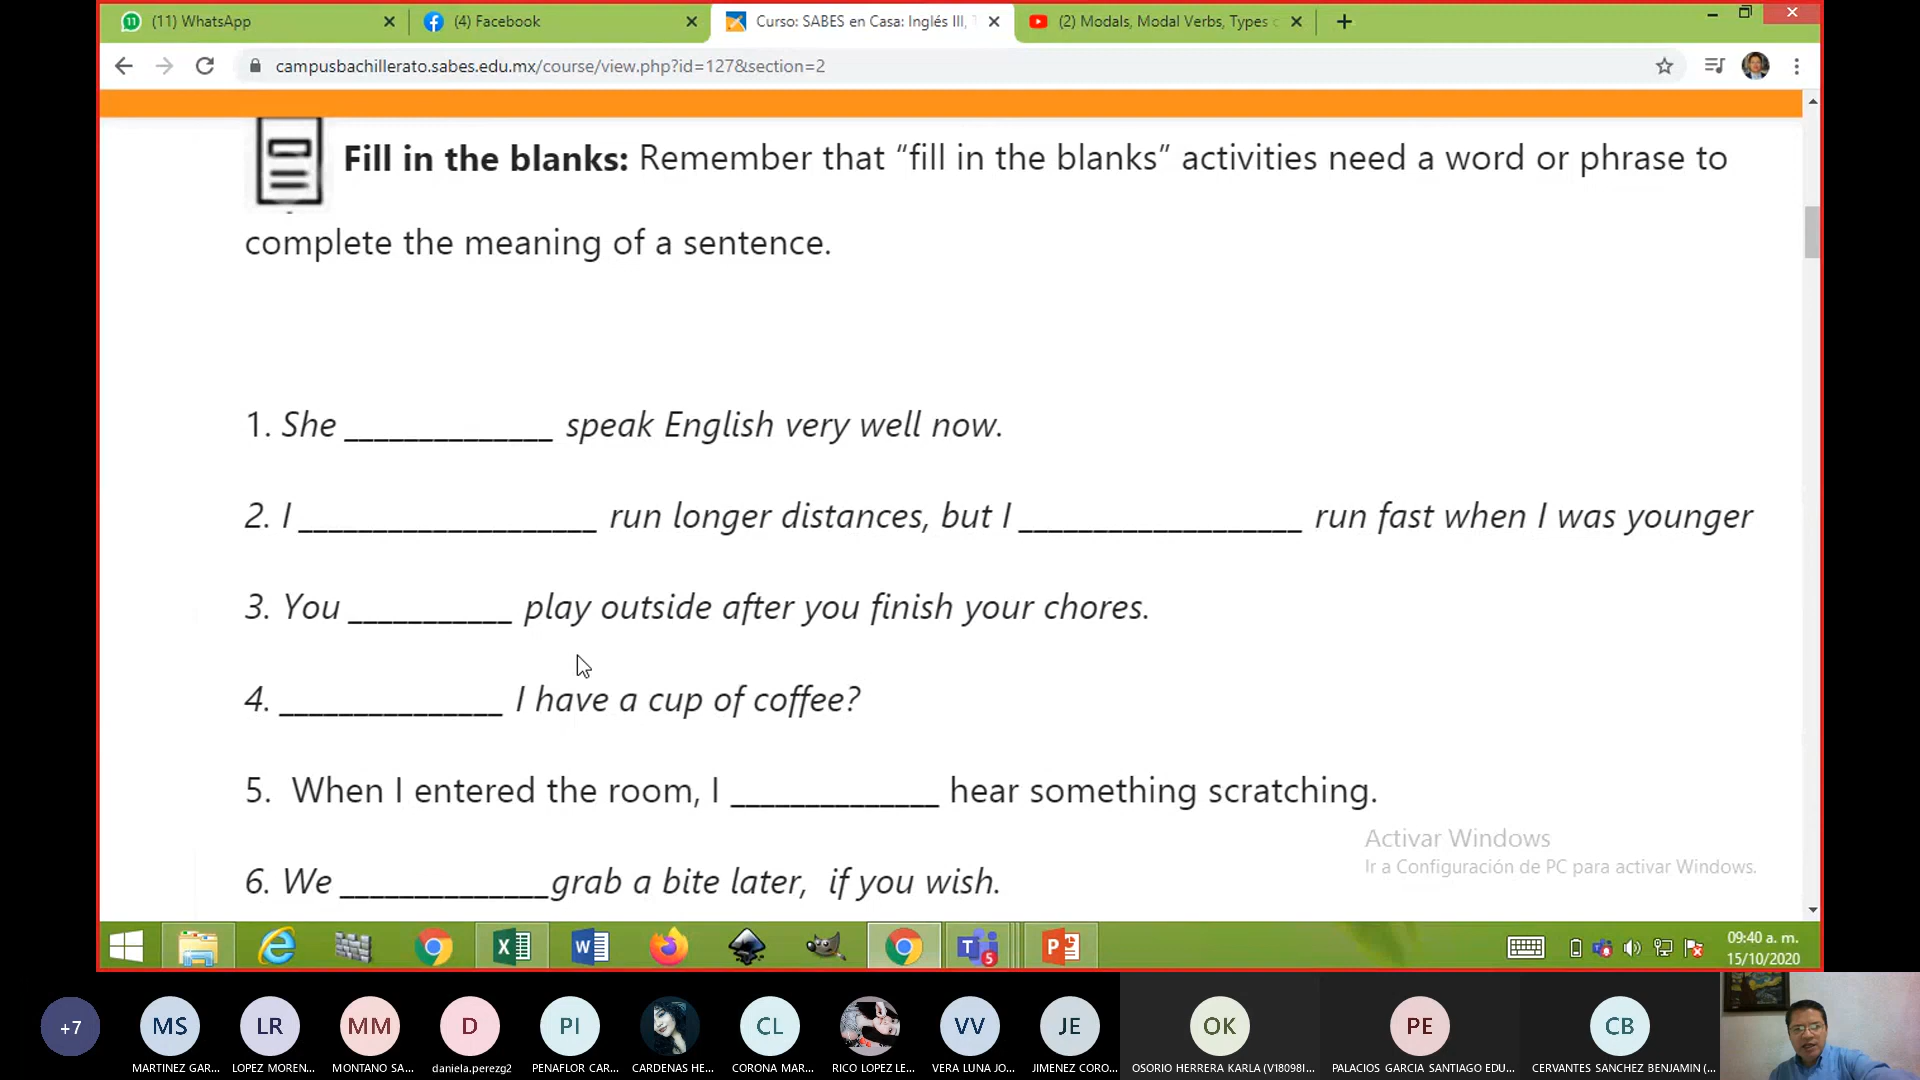 (11) WhatsApp
(4) Facebook
Curso: SABES en Casa: Inglés III,
(2) Modals, Modal Verbs, Types
campusbachillerato.sabes.edu.mx/course/view.php?id=127&section=2
Fill in the blanks: Remember that “fill in the blanks” activities need a word or phrase to
complete the meaning of a sentence.
1. She ______________ speak English very well now.
2. I ____________________ run longer distances, but I ___________________ run fast when I was younger
3. You ___________ play outside after you finish your chores.
4. _______________ I have a cup of coffee?
5. When I entered the room, I ______________ hear something scratching.
6. We ______________grab a bite later, if you wish.
Activar Windows
Ir a Configuración de PC para activar Windows.
09:40 a. m.
15/10/2020
+7
MS
LR
MM
D
PI
CL
VV
JE
OK
PE
CB
MARTINEZ GAR...
LOPEZ MOREN...
MONTANO SA...
daniela.perezg2
PENAFLOR CAR...
CARDENAS HE...
CORONA MAR...
RICO LOPEZ LE...
VERA LUNA JO...
JIMENEZ CORO...
OSORIO HERRERA KARLA (V18098I...
PALACIOS GARCIA SANTIAGO EDU...
CERVANTES SANCHEZ BENJAMIN (...